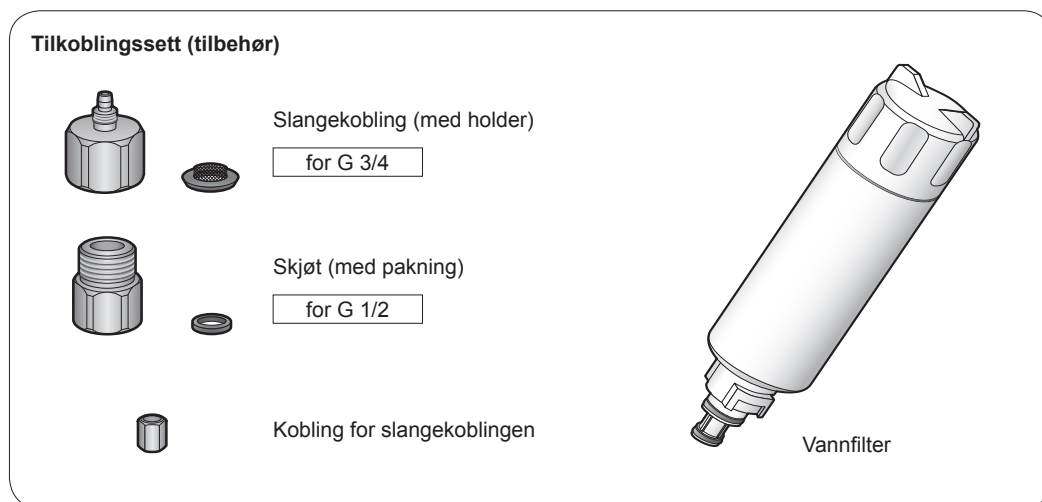 Tilkoblingssett (tilbehør)
Slangekobling (med holder)
for G 3/4
Skjøt (med pakning)
for G 1/2
Kobling for slangekoblingen
Vannfilter